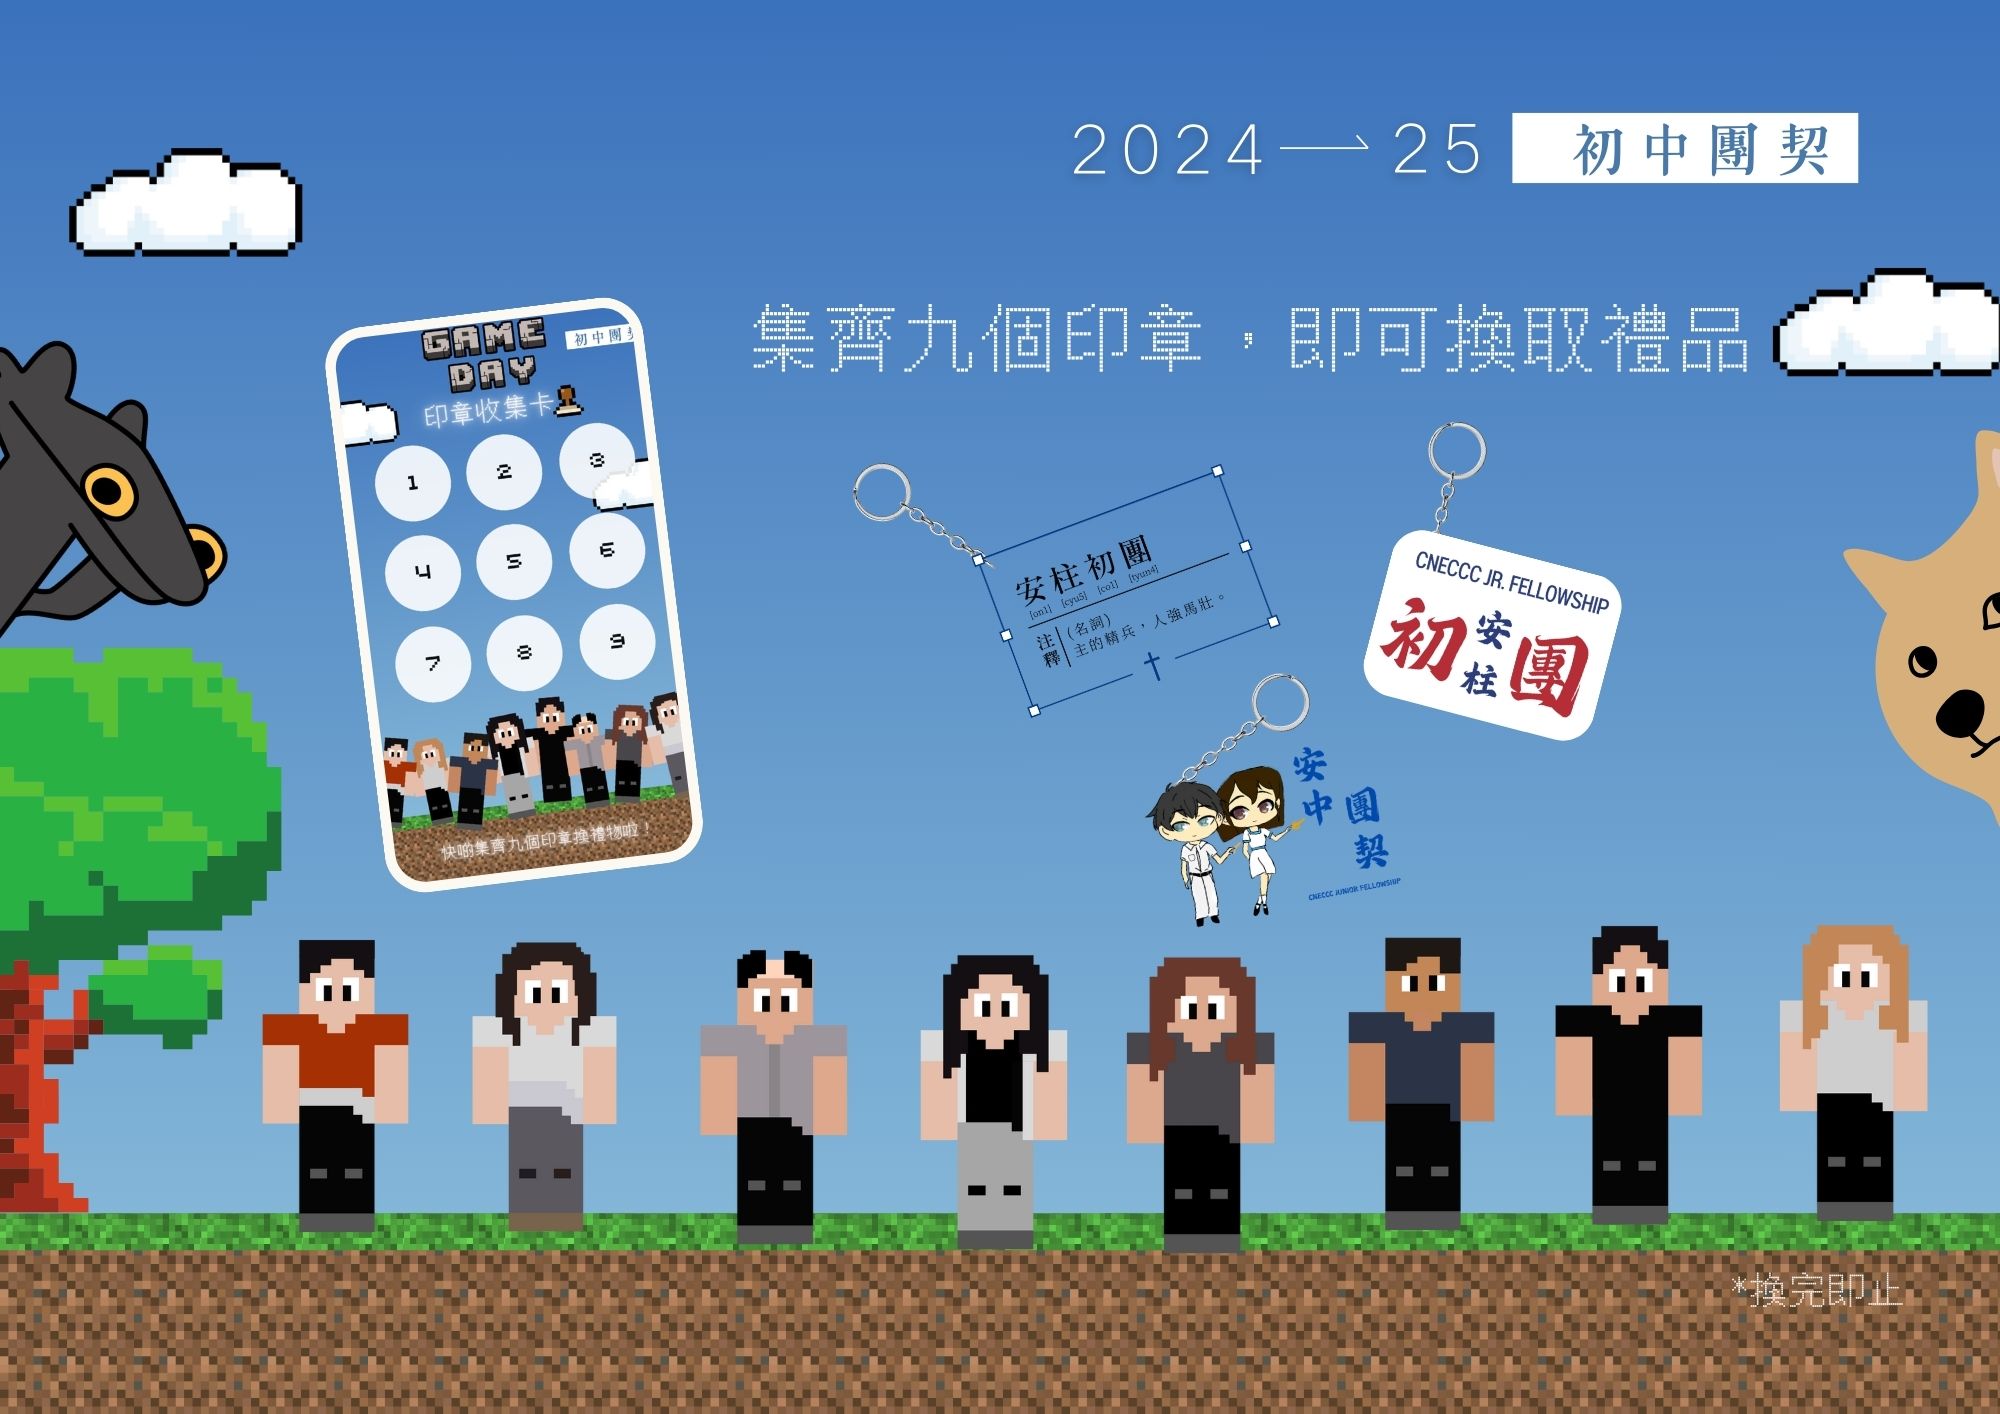 2024 25 初中團契
集齊九個印章，即可換取禮品
GAME
DAY
初中團
印章收集卡
1 2 3
4 5 6
7 8 9
快啲集齊九個印章換禮物啦！
安柱初團
[on1] [cyu5] [co1] [tyun4]
注釋
(名詞)
主的精兵，人強馬壯。
CNECCC JR. FELLOWSHIP
初安柱團
安中團契
CNECCC JUNIOR FELLOWSHIP
*換完即止